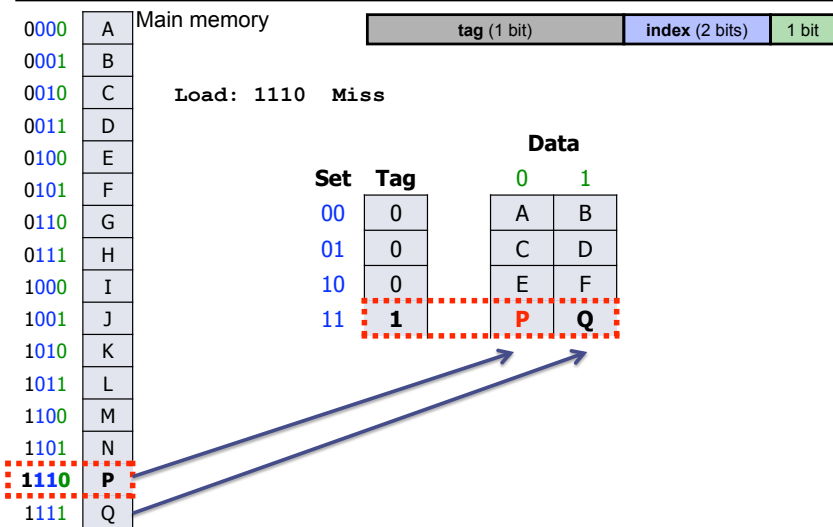 Main memory
tag (1 bit) index (2 bits) 1 bit
0000 A
0001 B
0010 C
0011 D
0100 E
0101 F
0110 G
0111 H
1000 I
1001 J
1010 K
1011 L
1100 M
1101 N
1110 P
1111 Q
Load: 1110 Miss
Data
Set Tag 0 1
00 0 A B
01 0 C D
10 0 E F
11 1 P Q